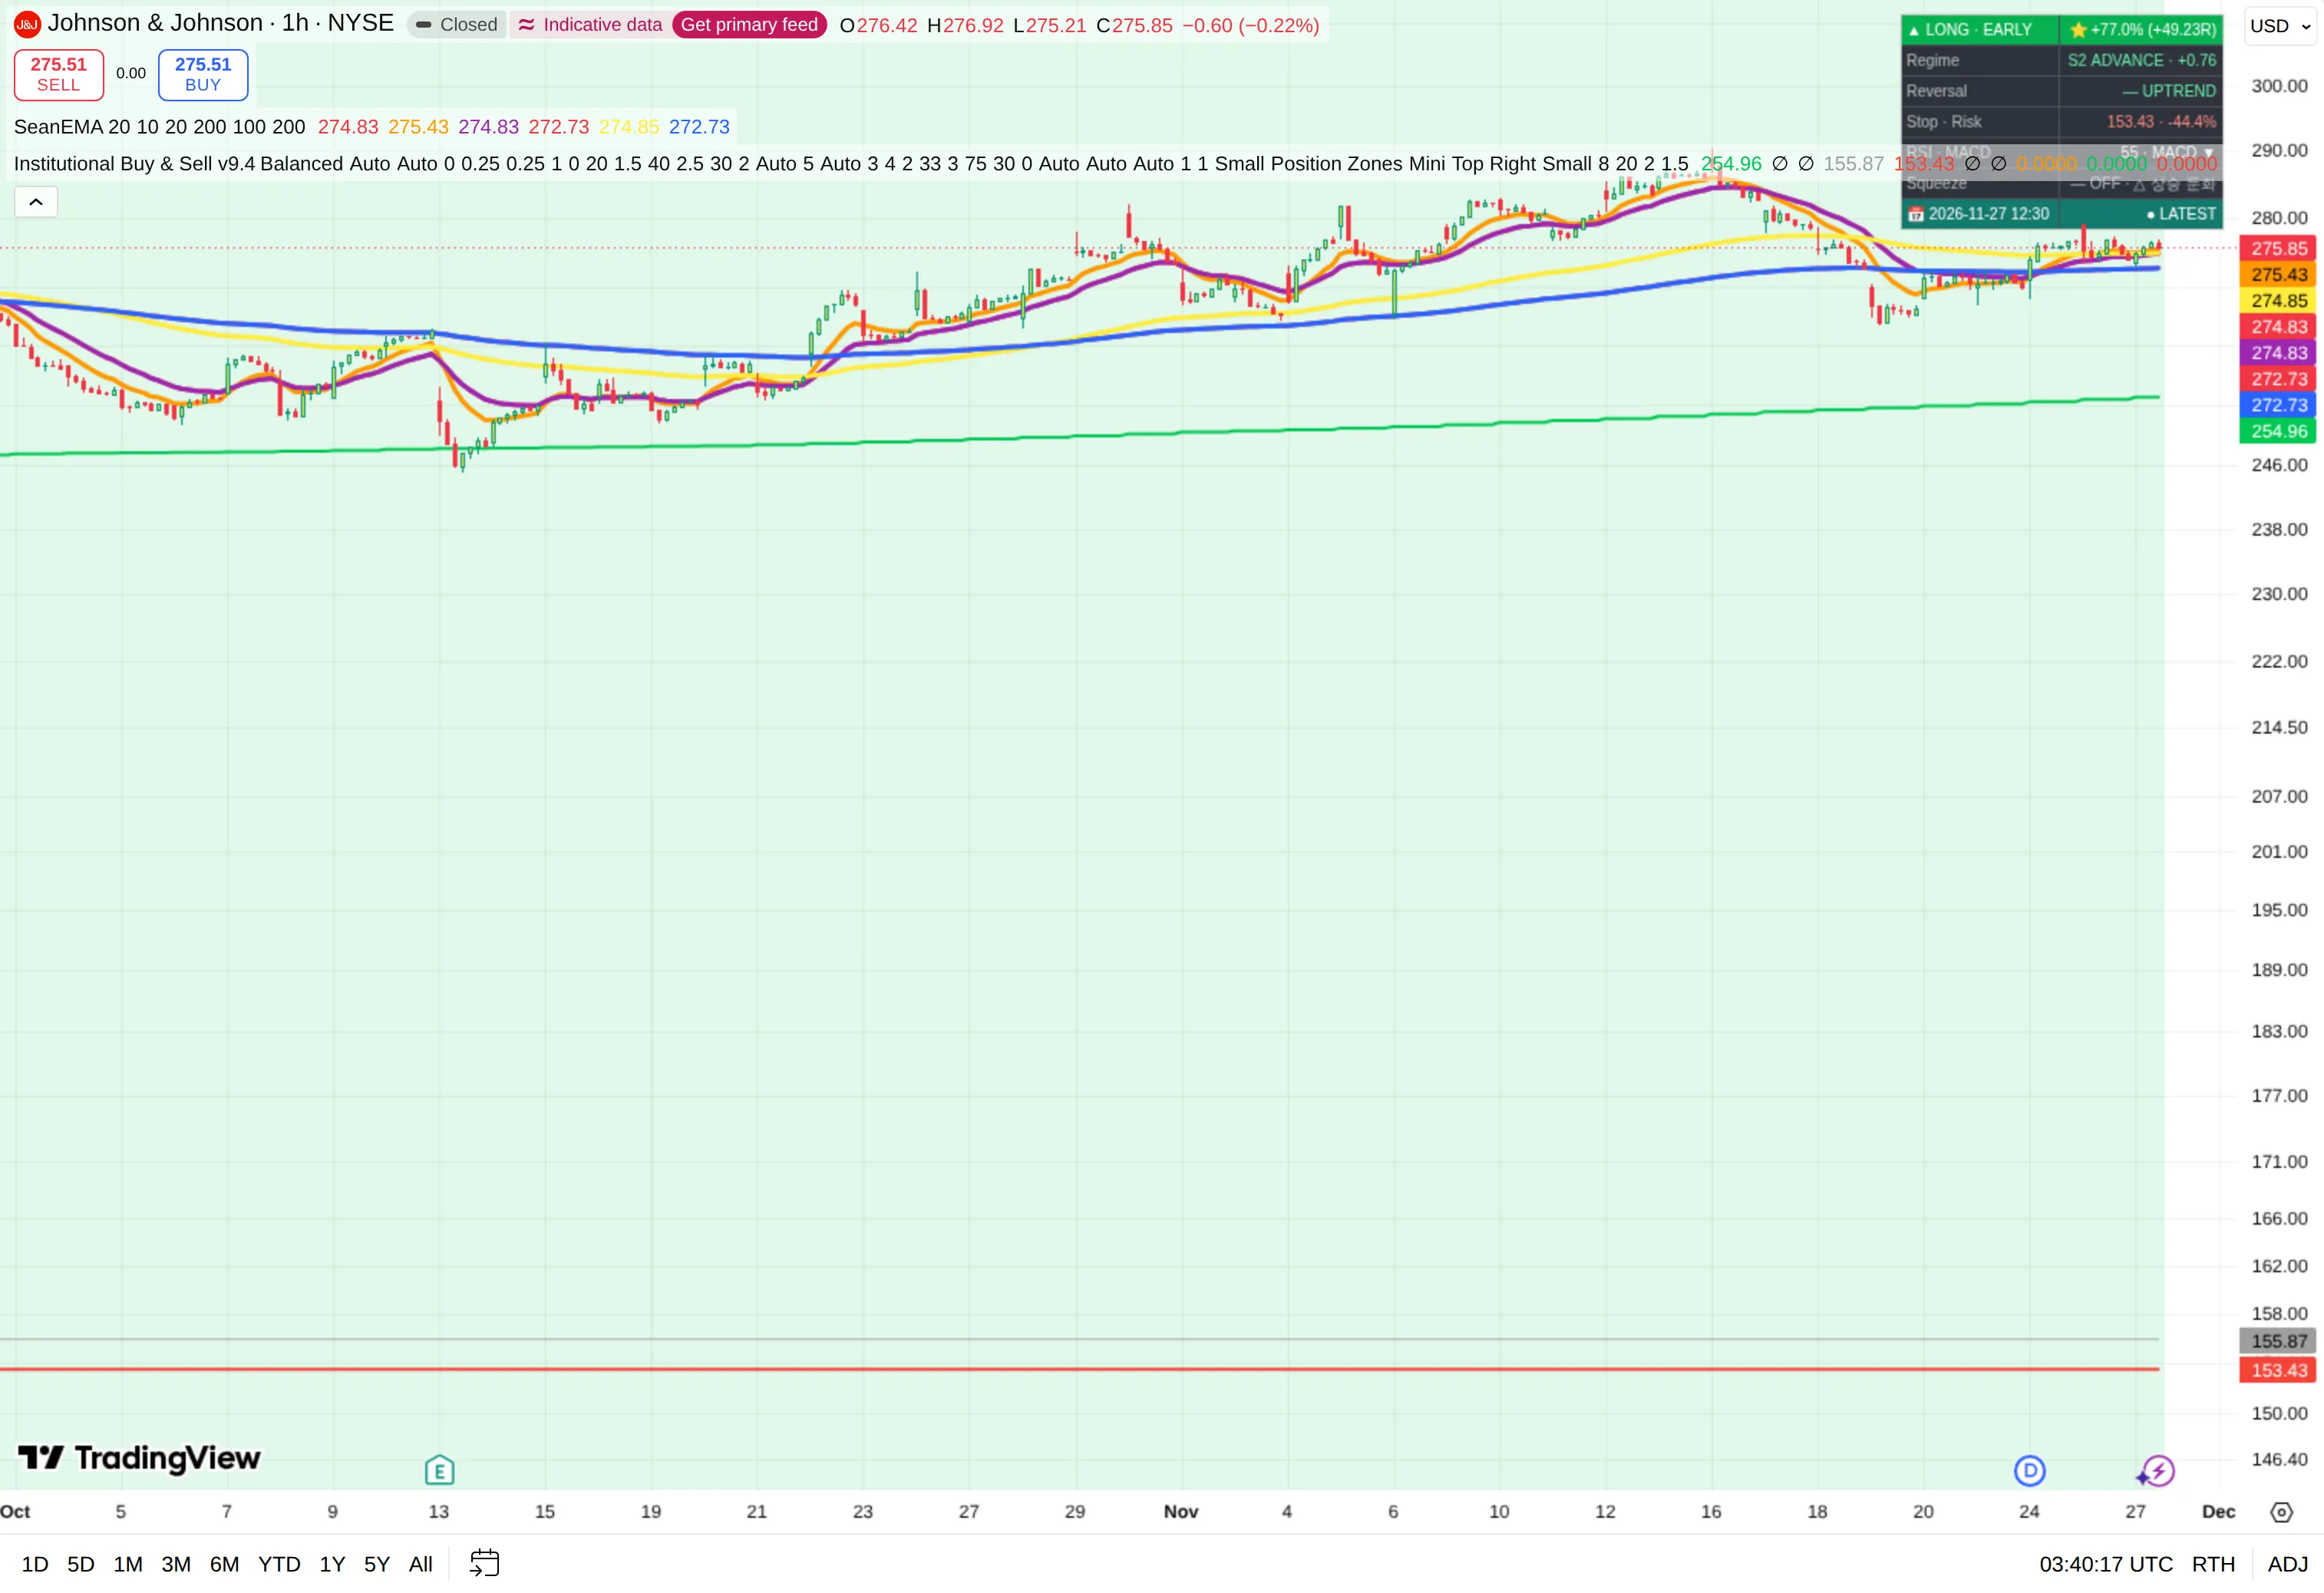 J&J Johnson & Johnson · 1h · NYSE Closed Indicative data Get primary feed O276.42 H276.92 L275.21 C275.85 −0.60 (−0.22%)
275.51
SELL
0.00
275.51
BUY
SeanEMA 20 10 20 200 100 200 274.83 275.43 274.83 272.73 274.85 272.73
Institutional Buy & Sell v9.4 Balanced Auto Auto 0 0.25 0.25 1 0 20 1.5 40 2.5 30 2 Auto 5 Auto 3 4 2 33 3 75 30 0 Auto Auto Auto 1 1 Small Position Zones Mini Top Right Small 8 20 2 1.5 254.96 ∅ ∅ 155.87 153.43 ∅ ∅ 0.0000 0.0000 0.0000
▲ LONG · EARLY ⭐ +77.0% (+49.23R)
Regime S2 ADVANCE · +0.76
Reversal — UPTREND
Stop · Risk 153.43 · -44.4%
RSI · MACD 55 · MACD ▼
Squeeze — OFF · △ 상승 둔화
📅 2026-11-27 12:30 ● LATEST
USD
300.00
290.00
280.00
275.85
275.43
274.85
274.83
274.83
272.73
272.73
254.96
246.00
238.00
230.00
222.00
214.50
207.00
201.00
195.00
189.00
183.00
177.00
171.00
166.00
162.00
158.00
155.87
153.43
150.00
146.40
TradingView
E
D
Oct 5 7 9 13 15 19 21 23 27 29 Nov 4 6 10 12 16 18 20 24 27 Dec
1D 5D 1M 3M 6M YTD 1Y 5Y All
03:40:17 UTC RTH ADJ